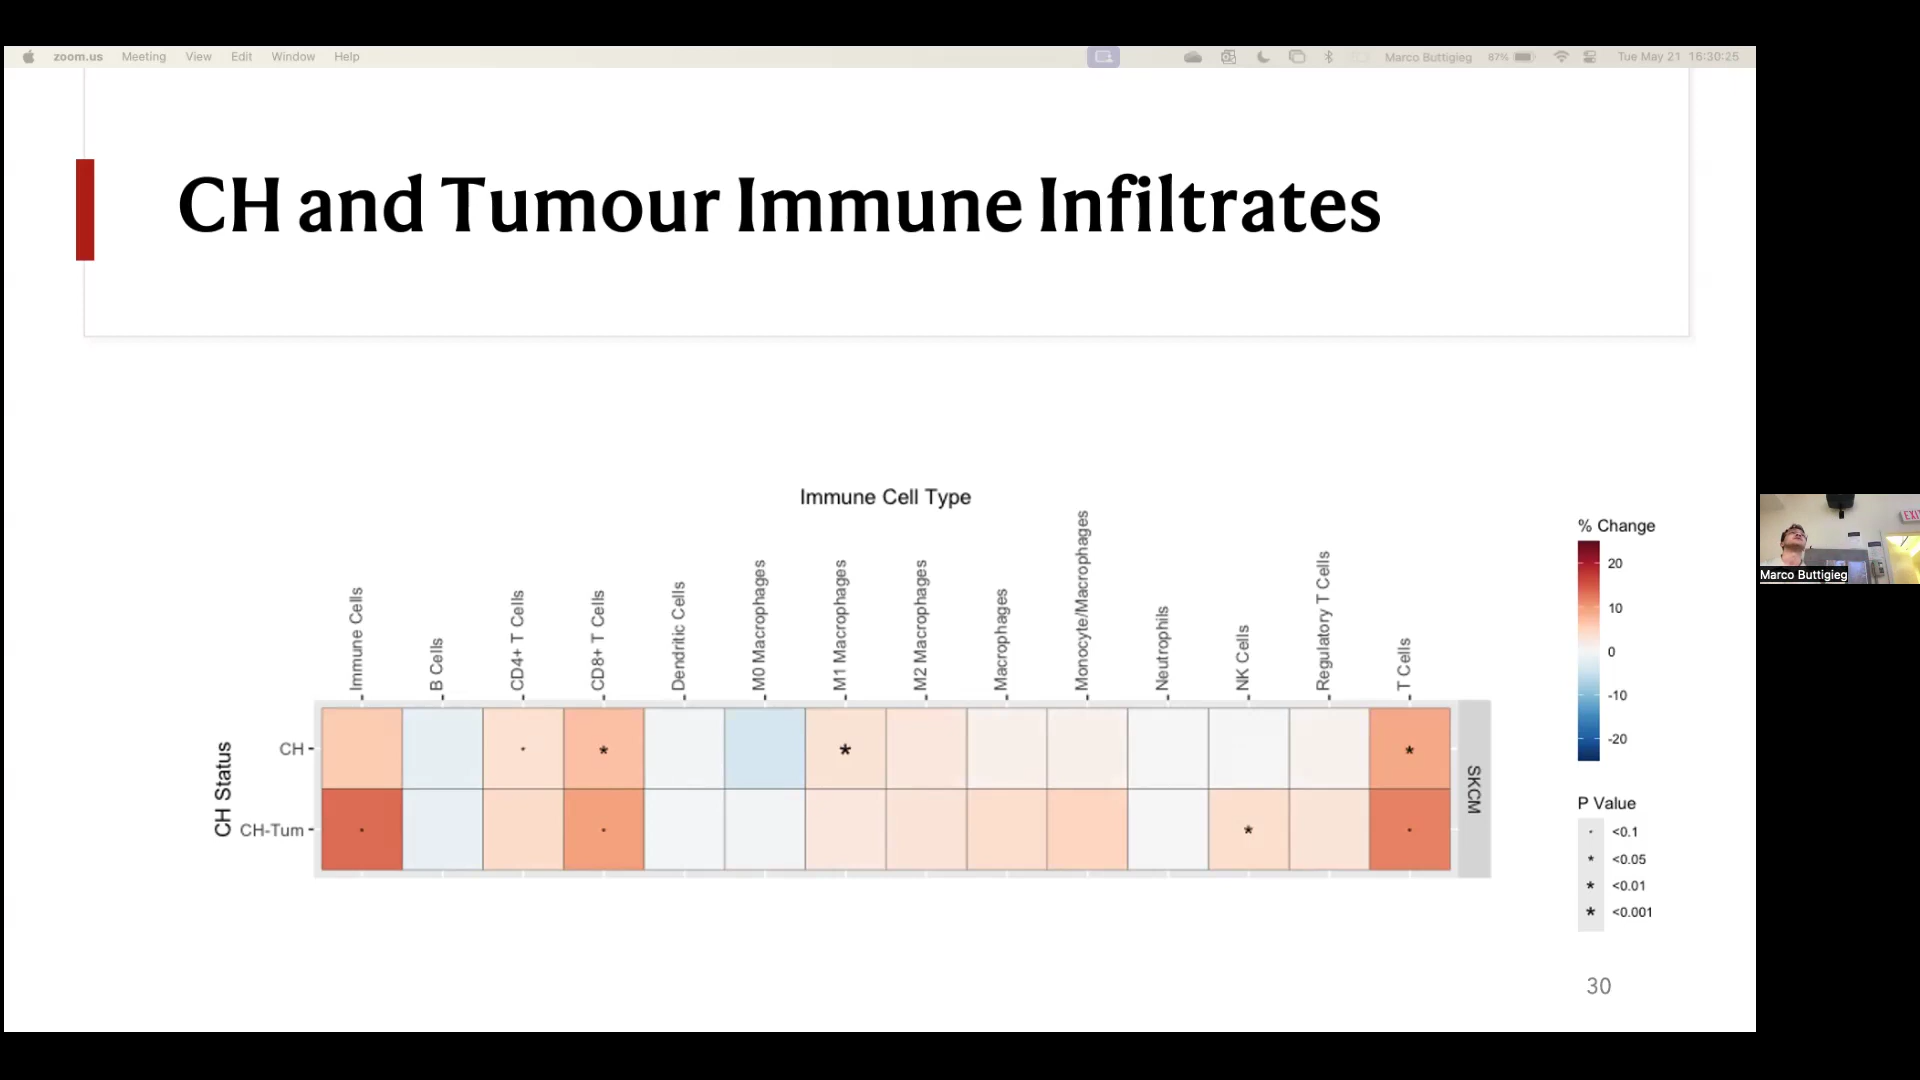 zoom.us Meeting View Edit Window Help Marco Buttigieg 87% Tue May 21 16:30:25
CH and Tumour Immune Infiltrates
Immune Cell Type
Immune Cells
B Cells
CD4+ T Cells
CD8+ T Cells
Dendritic Cells
M0 Macrophages
M1 Macrophages
M2 Macrophages
Macrophages
Monocyte/Macrophages
Neutrophils
NK Cells
Regulatory T Cells
T Cells
CH Status
CH
CH-Tum
SKCM
% Change
20
10
0
-10
-20
P Value
<0.1
<0.05
<0.01
<0.001
30
EXI
Marco Buttigieg